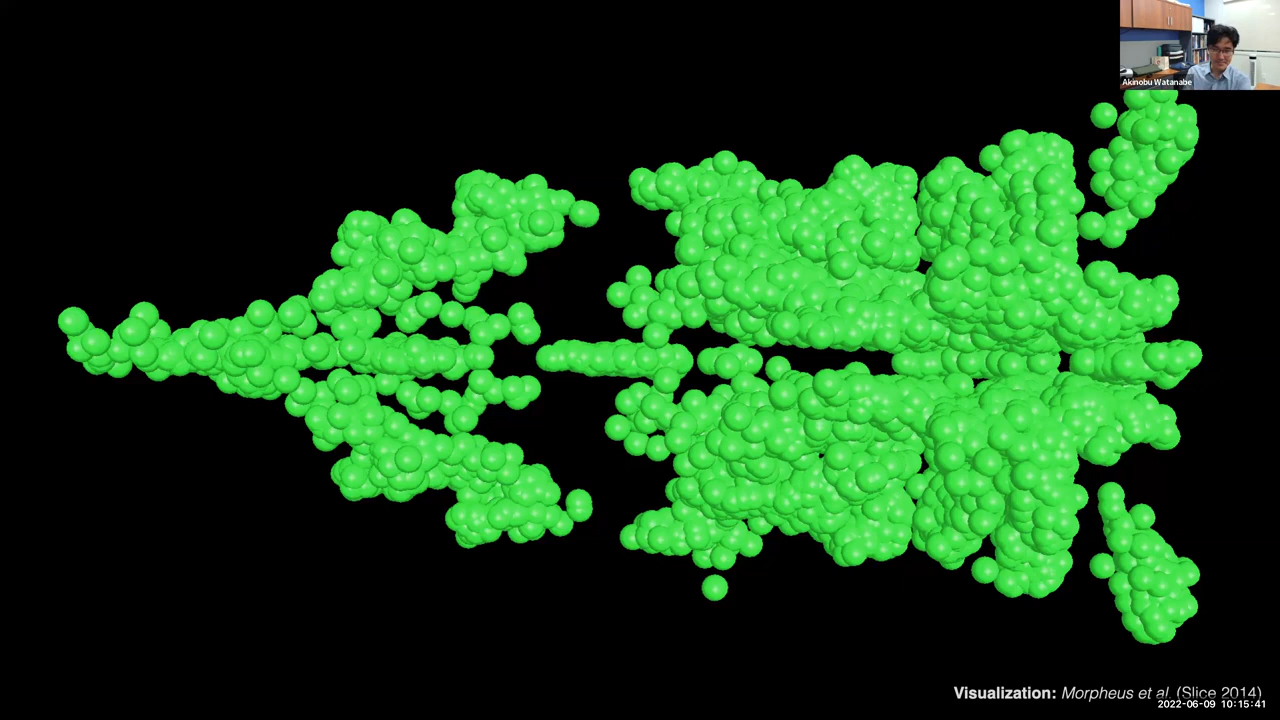 Akinobu Watanabe
Visualization: Morpheus et al. (Slice 2014)
2022-06-09 10:15:41